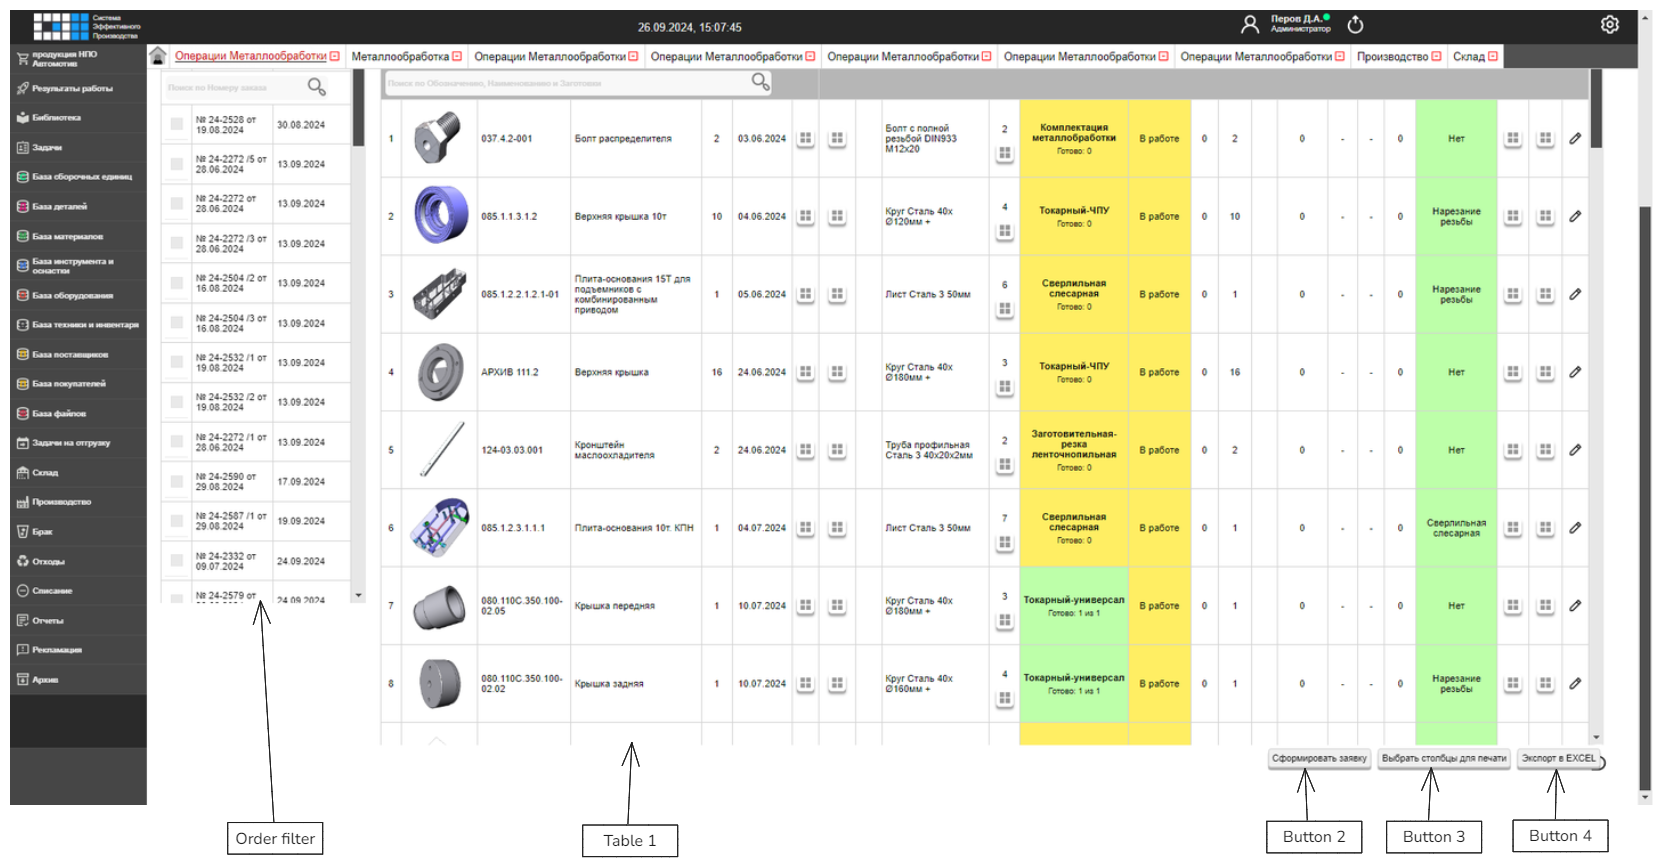 Система
Эффективного
Производства
26.09.2024, 15:07:45
Перов Д.А.
Администратор
продукция НПО
Автомотив
Результаты работы
Библиотека
Задачи
База сборочных единиц
База деталей
База материалов
База инструмента и
оснастки
База оборудования
База техники и инвентаря
База поставщиков
База покупателей
База файлов
Задачи на отгрузку
Склад
Производство
Брак
Отходы
Списание
Отчеты
Рекламация
Архив
Операции Металлообработки
Металлообработка
Операции Металлообработки
Операции Металлообработки
Операции Металлообработки
Операции Металлообработки
Операции Металлообработки
Производство
Склад
Поиск по Номеру заказа
№ 24-2528 от
19.08.2024
30.08.2024
№ 24-2272 /5 от
28.06.2024
13.09.2024
№ 24-2272 от
28.06.2024
13.09.2024
№ 24-2272 /3 от
28.06.2024
13.09.2024
№ 24-2504 /2 от
16.08.2024
13.09.2024
№ 24-2504 /3 от
16.08.2024
13.09.2024
№ 24-2532 /1 от
19.08.2024
13.09.2024
№ 24-2532 /2 от
19.08.2024
13.09.2024
№ 24-2272 /1 от
28.06.2024
13.09.2024
№ 24-2590 от
29.08.2024
17.09.2024
№ 24-2587 /1 от
29.08.2024
19.09.2024
№ 24-2332 от
09.07.2024
24.09.2024
№ 24-2579 от
24.09.2024
Поиск по Обозначению, Наименованию и Заготовки
1 037.4.2-001 Болт распределителя 2 03.06.2024
Болт с полной
резьбой DIN933
М12х20
2
Комплектация
металлообработки
Готово: 0
В работе 0 2 0 - - 0 Нет
2 085.1.1.3.1.2 Верхняя крышка 10т 10 04.06.2024
Круг Сталь 40х
Ø120мм +
4
Токарный-ЧПУ
Готово: 0
В работе 0 10 0 - - 0
Нарезание
резьбы
3 085.1.2.2.1.2.1-01
Плита-основания 15Т для
подъемников с
комбинированным
приводом
1 05.06.2024 Лист Сталь 3 50мм 6
Сверлильная
слесарная
Готово: 0
В работе 0 1 0 - - 0
Нарезание
резьбы
4 АРХИВ 111.2 Верхняя крышка 16 24.06.2024
Круг Сталь 40х
Ø180мм +
3
Токарный-ЧПУ
Готово: 0
В работе 0 16 0 - - 0 Нет
5 124-03.03.001
Кронштейн
маслоохладителя
2 24.06.2024
Труба профильная
Сталь 3 40х20х2мм
2
Заготовительная-
резка
ленточнопильная
Готово: 0
В работе 0 2 0 - - 0 Нет
6 085.1.2.3.1.1.1 Плита-основания 10т. КПН 1 04.07.2024 Лист Сталь 3 50мм 7
Сверлильная
слесарная
Готово: 0
В работе 0 1 0 - - 0
Сверлильная
слесарная
7
080.110С.350.100-
02.05
Крышка передняя 1 10.07.2024
Круг Сталь 40х
Ø180мм +
3
Токарный-универсал
Готово: 1 из 1
В работе 0 1 0 - - 0 Нет
8
080.110С.350.100-
02.02
Крышка задняя 1 10.07.2024
Круг Сталь 40х
Ø160мм +
4
Токарный-универсал
Готово: 1 из 1
В работе 0 1 0 - - 0
Нарезание
резьбы
Сформировать заявку
Выбрать столбцы для печати
Экспорт в EXCEL
Order filter
Table 1
Button 2
Button 3
Button 4